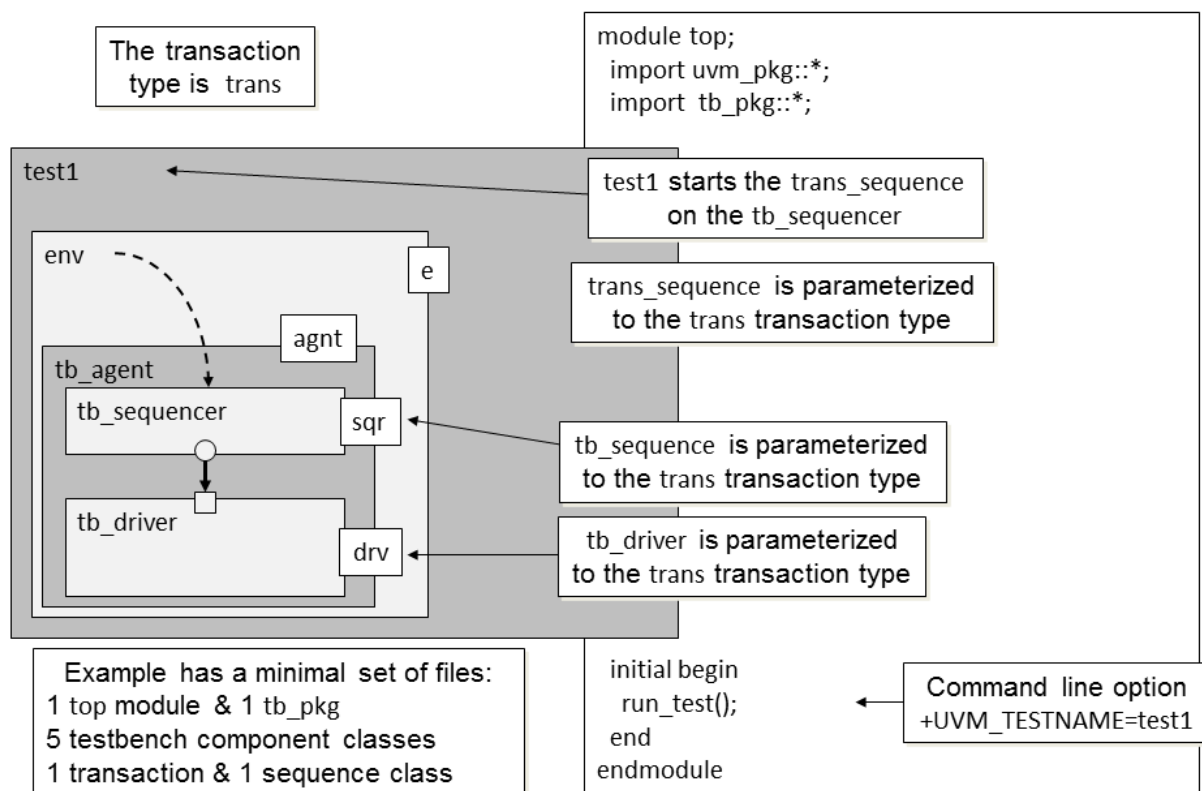 The transaction
type is trans
module top;
import uvm_pkg::*;
import tb_pkg::*;
test1
test1 starts the trans_sequence
on the tb_sequencer
env
e
trans_sequence is parameterized
to the trans transaction type
agnt
tb_agent
tb_sequencer
sqr
tb_sequence is parameterized
to the trans transaction type
tb_driver
drv
tb_driver is parameterized
to the trans transaction type
Example has a minimal set of files:
1 top module & 1 tb_pkg
5 testbench component classes
1 transaction & 1 sequence class
initial begin
run_test();
end
endmodule
Command line option
+UVM_TESTNAME=test1